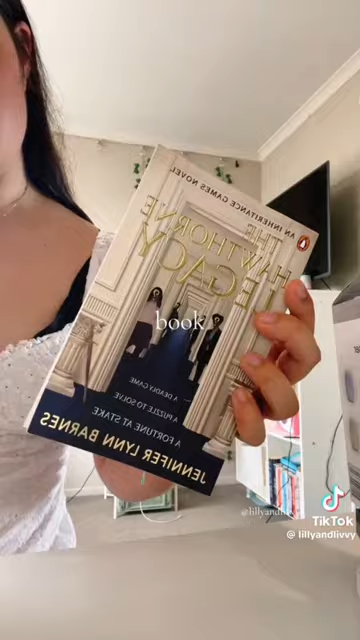 AN INHERITANCE GAMES NOVEL
THE
HAWTHORNE
LEGACY
book
A DEADLY GAME
A PUZZLE TO SOLVE
A FORTUNE AT STAKE
JENNIFER LYNN BARNES
@lillyandlivvy
TikTok
@lillyandlivvy